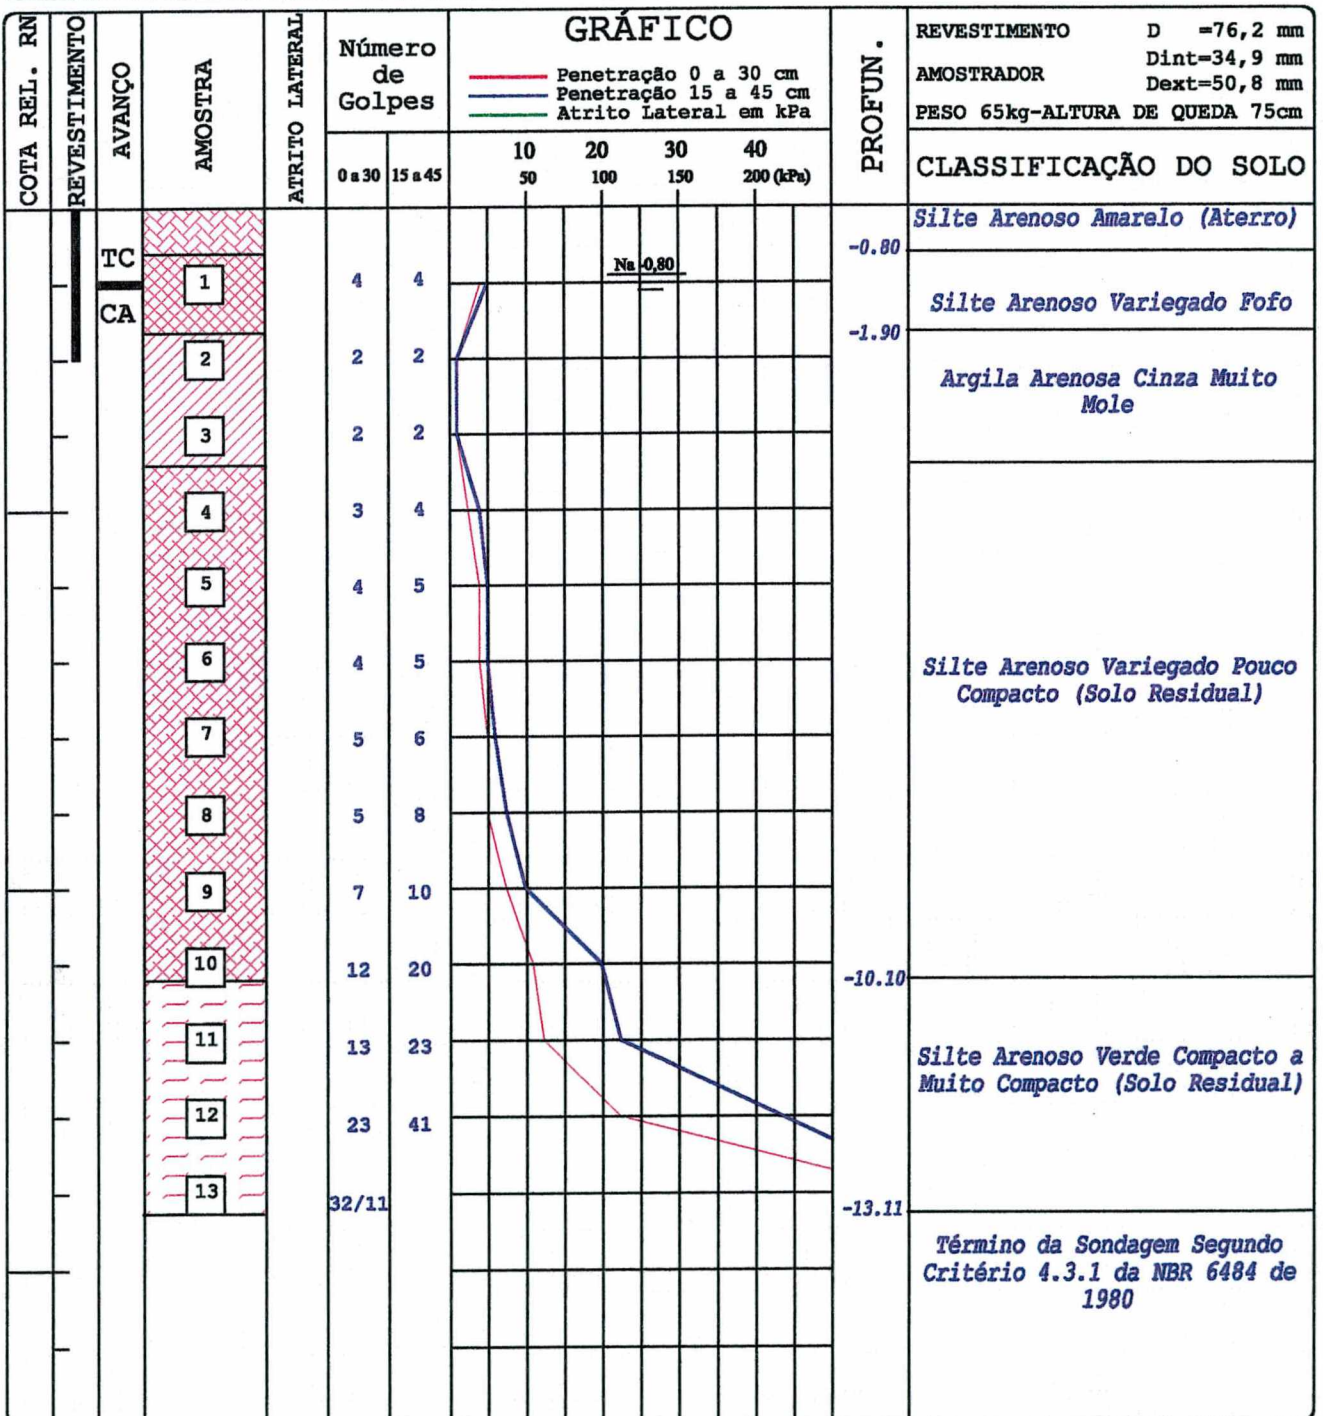 COTA REL. RN
REVESTIMENTO
AVANÇO
AMOSTRA
ATRITO LATERAL
Número
de
Golpes
0 a 30 15 a 45
GRÁFICO
Penetração 0 a 30 cm
Penetração 15 a 45 cm
Atrito Lateral em kPa
10 20 30 40
50 100 150 200 (kPa)
PROFUN.
REVESTIMENTO D =76,2 mm
AMOSTRADOR Dint=34,9 mm
Dext=50,8 mm
PESO 65kg-ALTURA DE QUEDA 75cm
CLASSIFICAÇÃO DO SOLO
Silte Arenoso Amarelo (Aterro)
-0.80
TC
Na -0,80
1 4 4
CA
Silte Arenoso Variegado Fofo
-1.90
2 2 2
Argila Arenosa Cinza Muito
Mole
3 2 2
4 3 4
5 4 5
6 4 5
Silte Arenoso Variegado Pouco
Compacto (Solo Residual)
7 5 6
8 5 8
9 7 10
10 12 20
-10.10
11 13 23
Silte Arenoso Verde Compacto a
Muito Compacto (Solo Residual)
12 23 41
13 32/11
-13.11
Término da Sondagem Segundo
Critério 4.3.1 da NBR 6484 de
1980